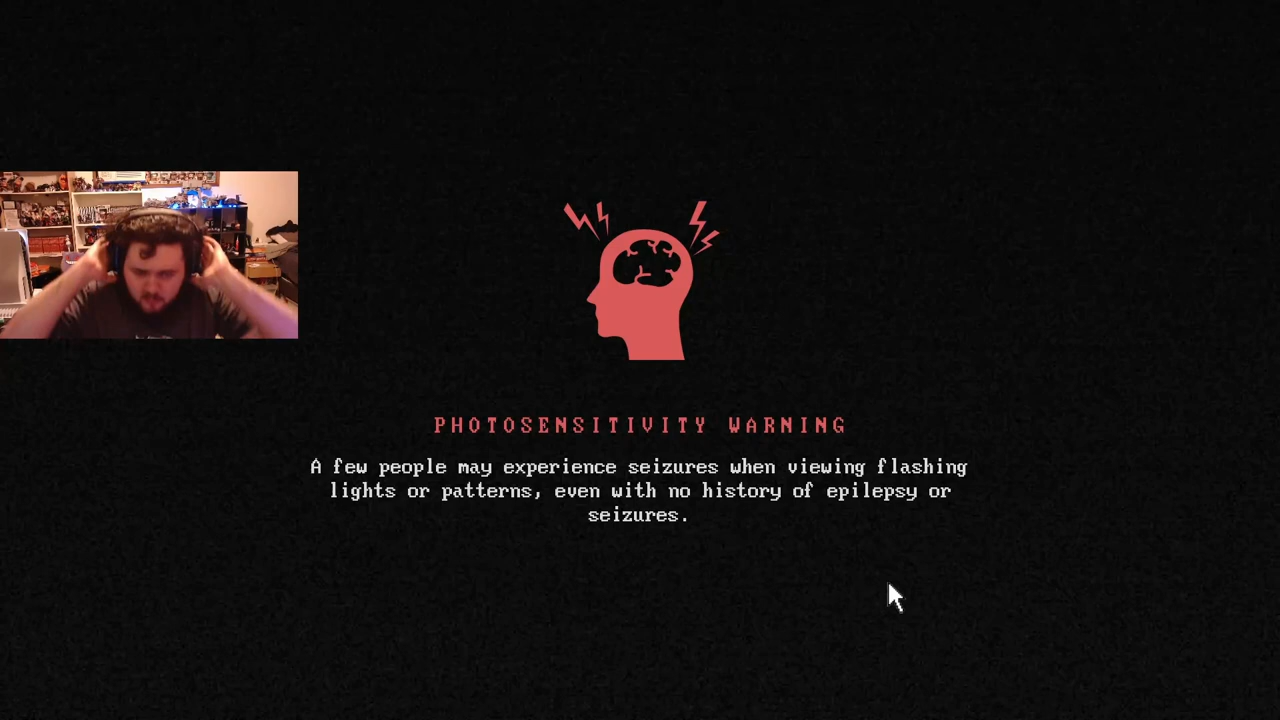 PHOTOSENSITIVITY WARNING
A few people may experience seizures when viewing flashing
lights or patterns, even with no history of epilepsy or
seizures.